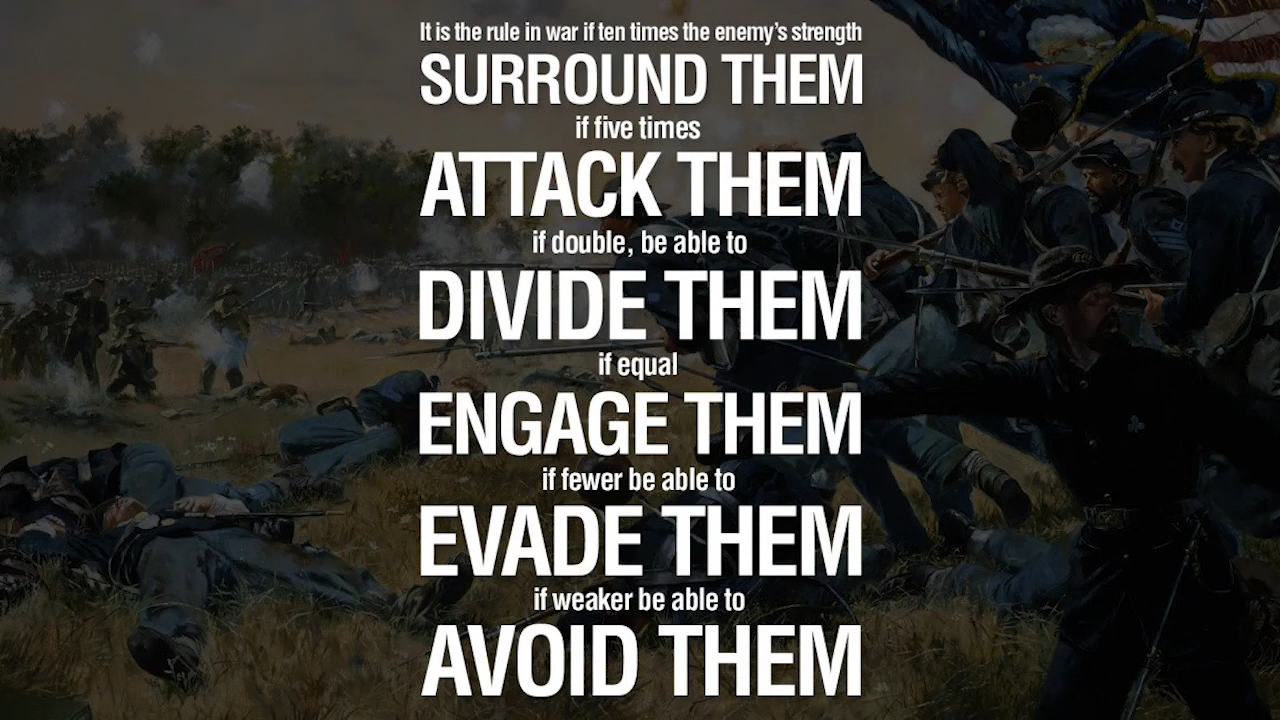 It is the rule in war if ten times the enemy’s strength
SURROUND THEM
if five times
ATTACK THEM
if double, be able to
DIVIDE THEM
if equal
ENGAGE THEM
if fewer be able to
EVADE THEM
if weaker be able to
AVOID THEM